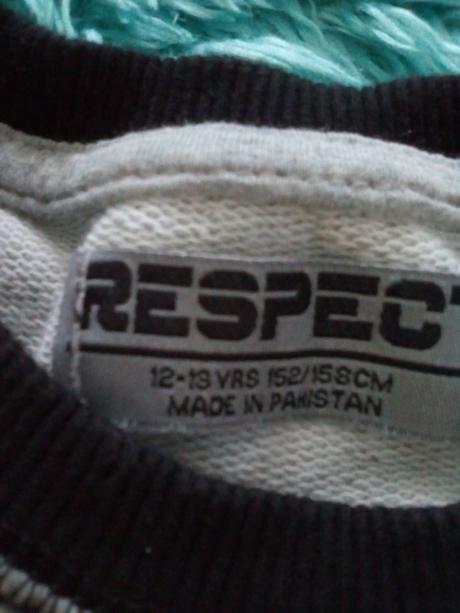 RESPECT
12-13 YRS 152/158CM
MADE IN PAKISTAN